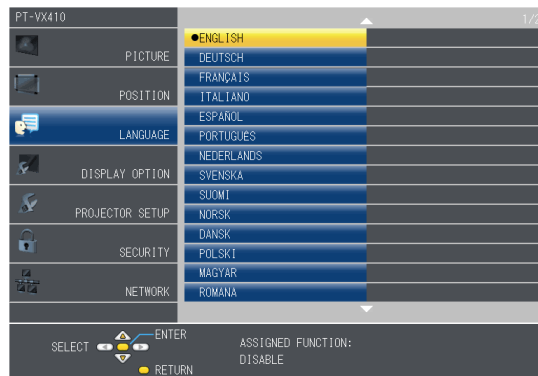 PT-VX410
1/2
PICTURE
POSITION
LANGUAGE
DISPLAY OPTION
PROJECTOR SETUP
SECURITY
NETWORK
●ENGLISH
DEUTSCH
FRANÇAIS
ITALIANO
ESPAÑOL
PORTUGUÊS
NEDERLANDS
SVENSKA
SUOMI
NORSK
DANSK
POLSKI
MAGYAR
ROMANA
SELECT
ENTER
RETURN
ASSIGNED FUNCTION:
DISABLE